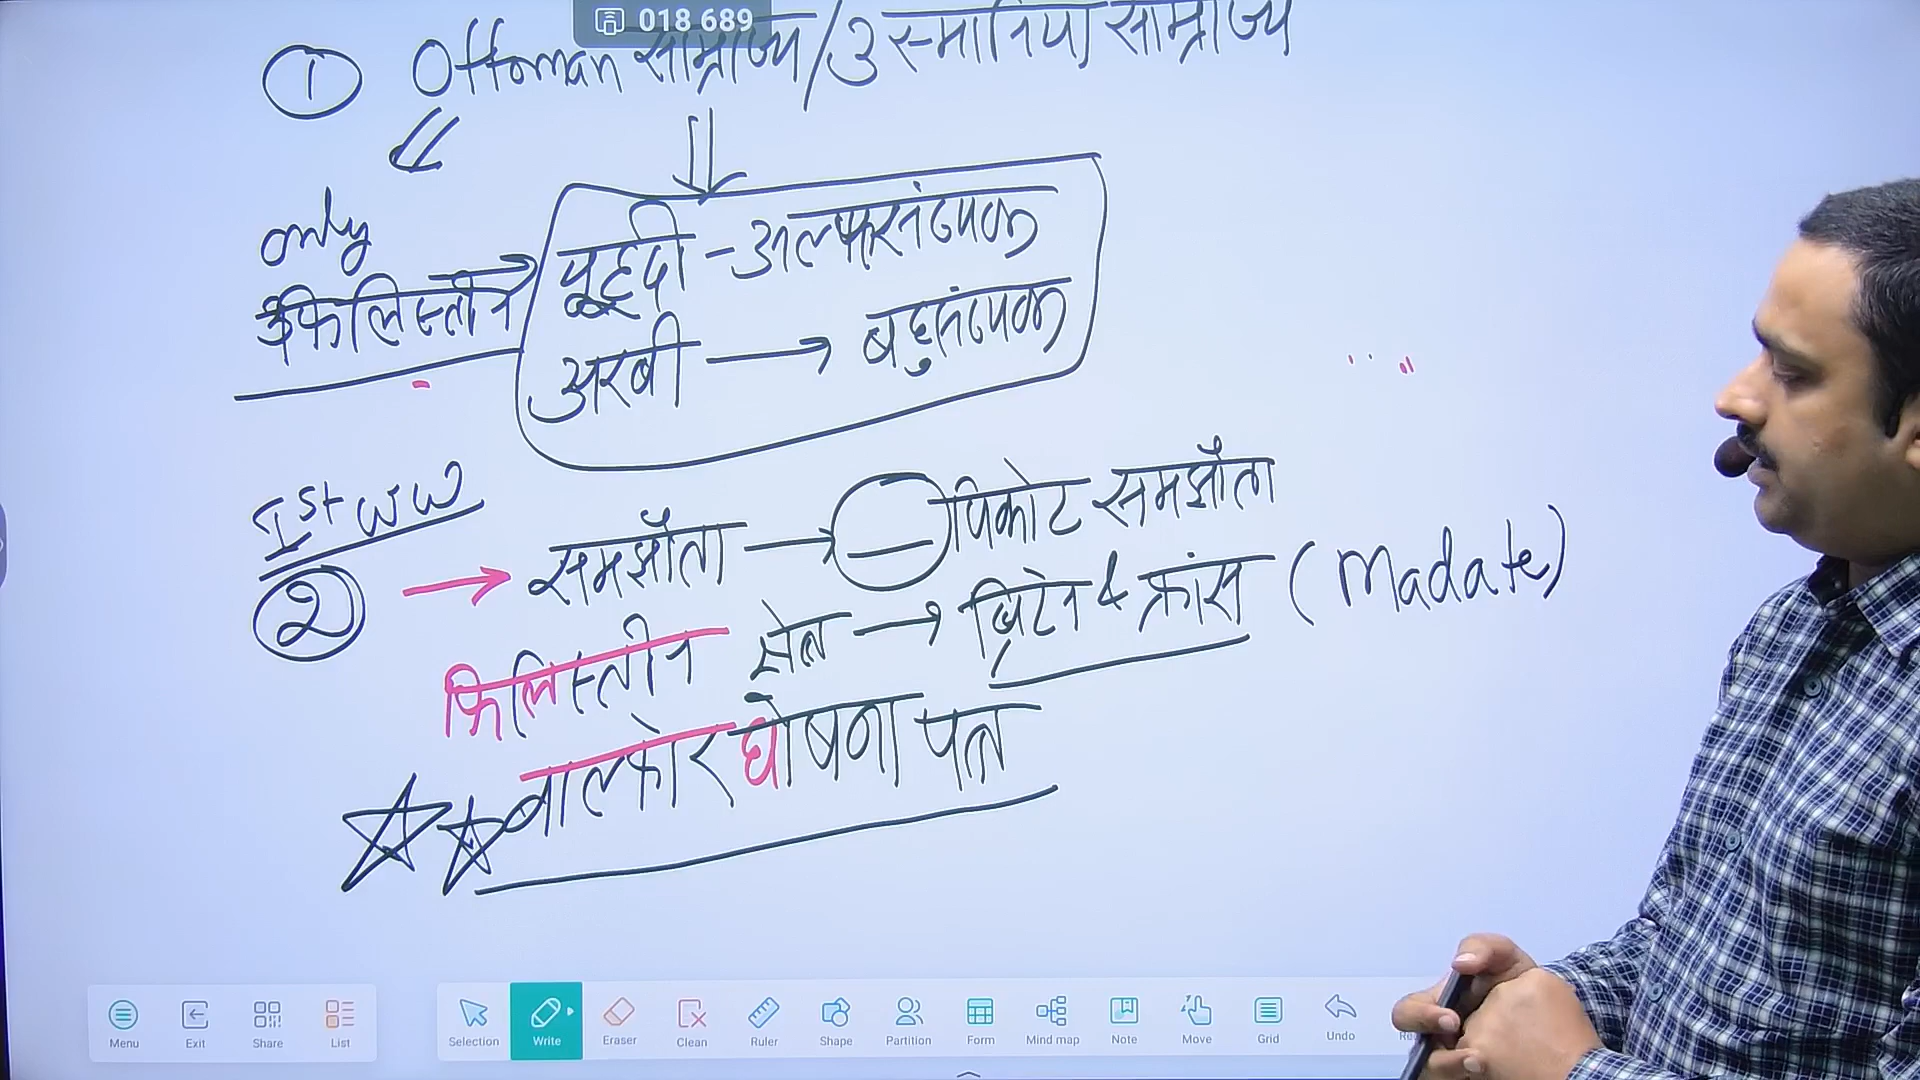 018 689
① Ottoman साम्राज्य/उस्मानिया साम्राज्य
only
फिलिस्तीन
यहूदी - अल्पसंख्यक
अरबी → बहुसंख्यक
Ist WW
② → समझौता → पिकोट समझौता
फिलिस्तीन क्षेत्र → ब्रिटेन & फ्रांस (Madate)
बाल्फोर घोषणा पत्र
Menu Exit Share List Selection Write Eraser Clean Ruler Shape Partition Form Mind map Note Move Grid Undo